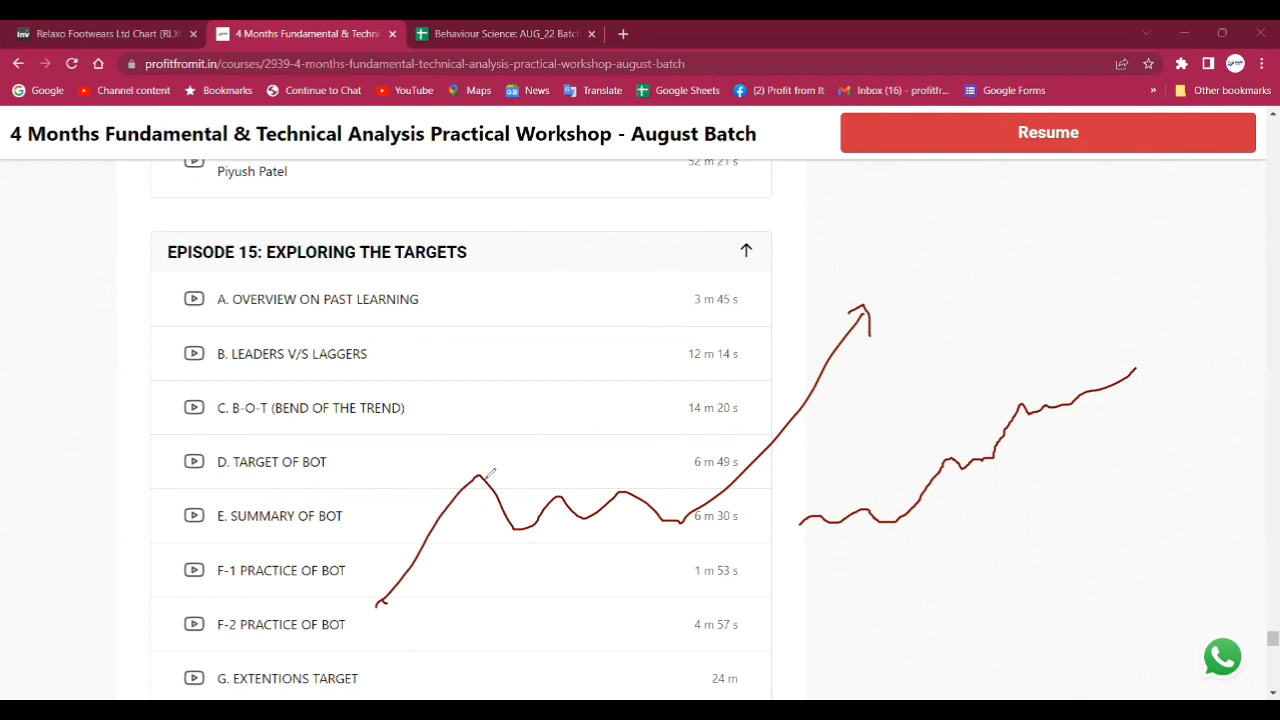 Relaxo Footwears Ltd Chart (RLX
4 Months Fundamental & Techni
Behaviour Science: AUG_22 Batch
profitfromit.in/courses/2939-4-months-fundamental-technical-analysis-practical-workshop-august-batch
Google
Channel content
Bookmarks
Continue to Chat
YouTube
Maps
News
Translate
Google Sheets
(2) Profit from It
Inbox (16) - profitfr...
Google Forms
»
Other bookmarks
4 Months Fundamental & Technical Analysis Practical Workshop - August Batch
Resume
Piyush Patel
52 m 21 s
EPISODE 15: EXPLORING THE TARGETS
A. OVERVIEW ON PAST LEARNING 3 m 45 s
B. LEADERS V/S LAGGERS 12 m 14 s
C. B-O-T (BEND OF THE TREND) 14 m 20 s
D. TARGET OF BOT 6 m 49 s
E. SUMMARY OF BOT 6 m 30 s
F-1 PRACTICE OF BOT 1 m 53 s
F-2 PRACTICE OF BOT 4 m 57 s
G. EXTENTIONS TARGET 24 m